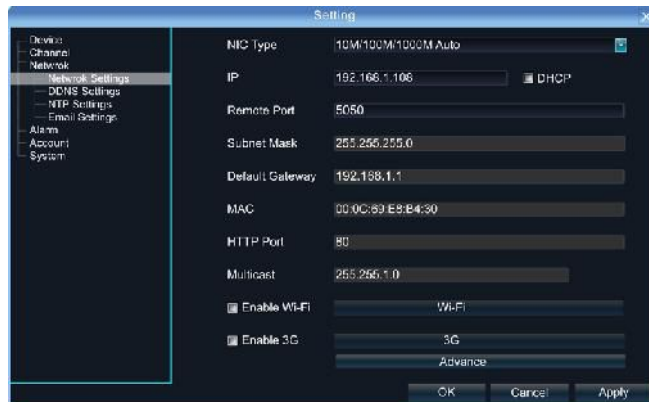 Setting
X
Device
Channel
Netwrok
Netwrok Settings
DDNS Settings
NTP Settings
Email Settings
Alarm
Account
System
NIC Type 10M/100M/1000M Auto
IP 192.168.1.108 DHCP
Remote Port 5050
Subnet Mask 255.255.255.0
Default Gateway 192.168.1.1
MAC 00:0C:69:E8:B4:30
HTTP Port 80
Multicast 255.255.1.0
Enable Wi-Fi Wi-Fi
Enable 3G 3G
Advance
OK Cancel Apply